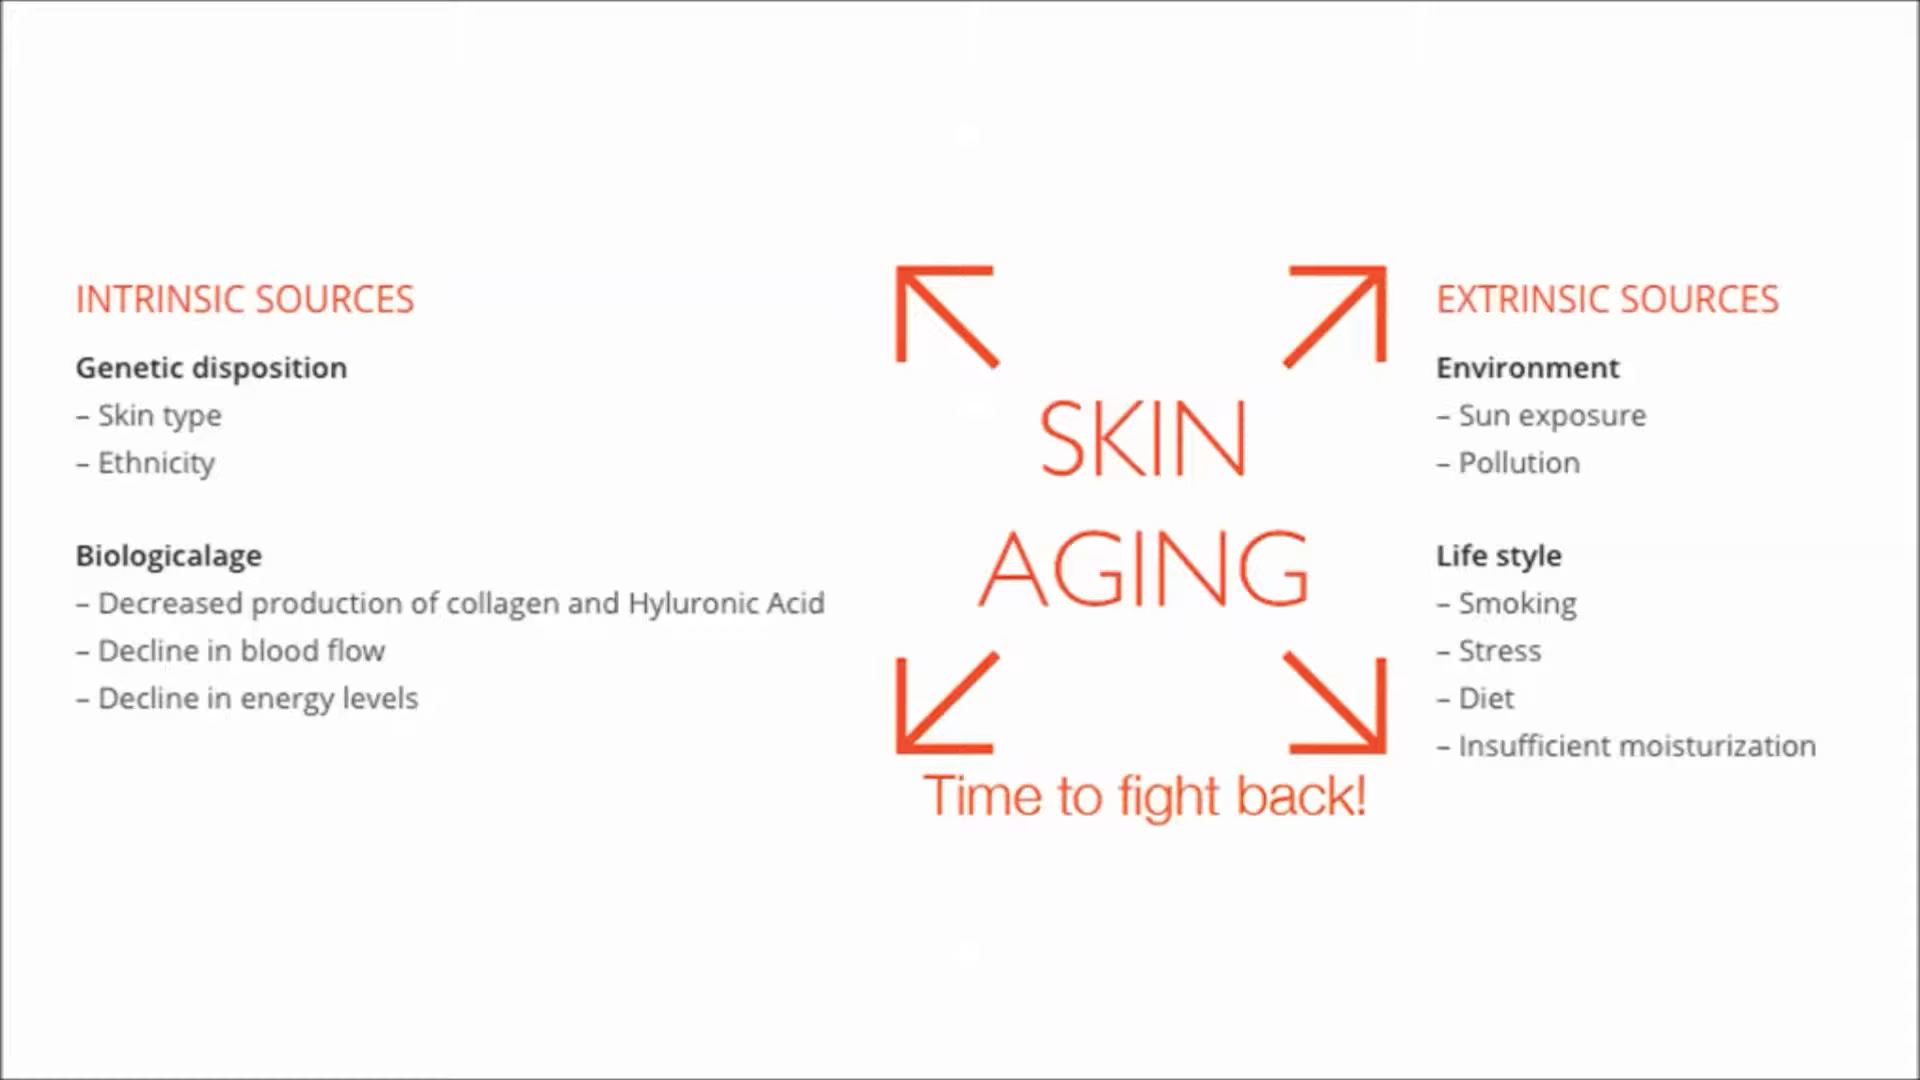 INTRINSIC SOURCES
Genetic disposition
– Skin type
– Ethnicity
Biologicalage
– Decreased production of collagen and Hyluronic Acid
– Decline in blood flow
– Decline in energy levels
SKIN
AGING
Time to fight back!
EXTRINSIC SOURCES
Environment
– Sun exposure
– Pollution
Life style
– Smoking
– Stress
– Diet
– Insufficient moisturization